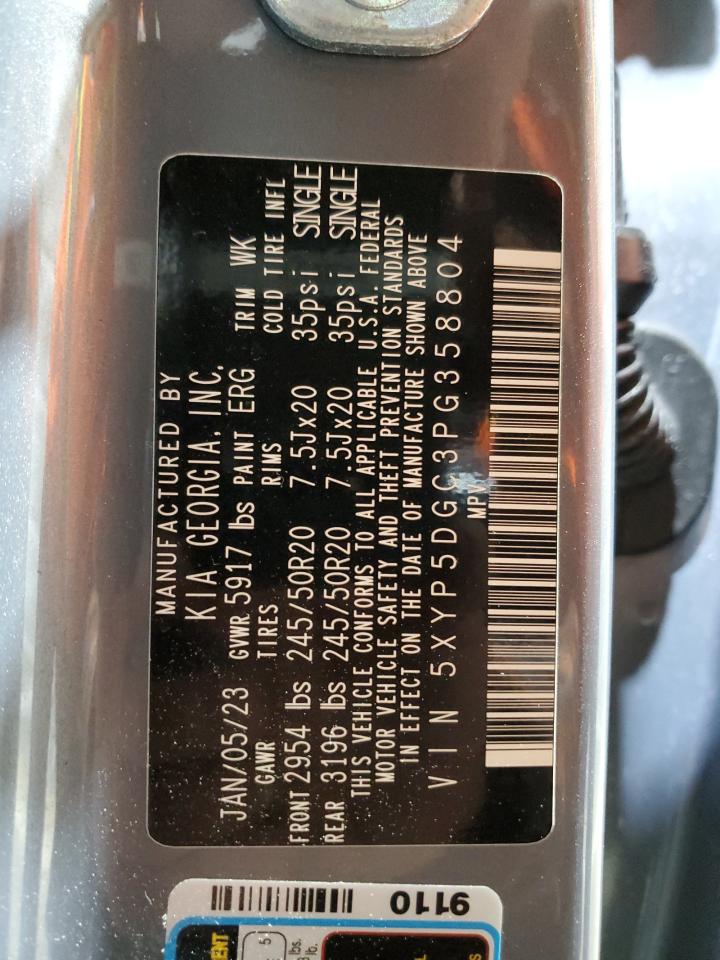 MANUFACTURED BY
KIA GEORGIA, INC.
JAN/05/23 GVWR 5917 lbs PAINT ERG TRIM WK
GAWR TIRES RIMS COLD TIRE INFL
FRONT 2954 lbs 245/50R20 7.5Jx20 35psi SINGLE
REAR 3196 lbs 245/50R20 7.5Jx20 35psi SINGLE
THIS VEHICLE CONFORMS TO ALL APPLICABLE U.S.A. FEDERAL
MOTOR VEHICLE SAFETY AND THEFT PREVENTION STANDARDS
IN EFFECT ON THE DATE OF MANUFACTURE SHOWN ABOVE
VIN 5XYP5DGC3PG358804
MPV
9110
5
lbs.
lb.